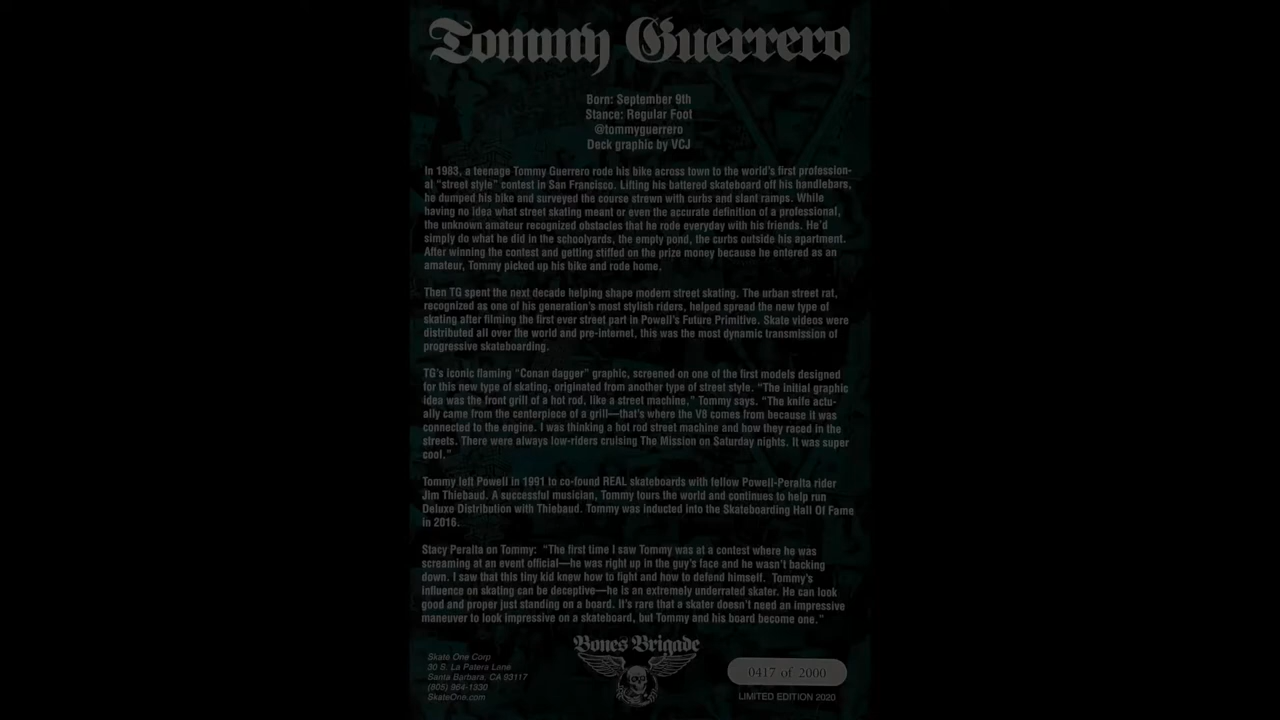 Tommy Guerrero
Born: September 9th
Stance: Regular Foot
@tommyguerrero
Deck graphic by VCJ
In 1983, a teenage Tommy Guerrero rode his bike across town to the world's first profession-
al “street style” contest in San Francisco. Lifting his battered skateboard off his handlebars,
he dumped his bike and surveyed the course strewn with curbs and slant ramps. While
having no idea what street skating meant or even the accurate definition of a professional,
the unknown amateur recognized obstacles that he rode everyday with his friends. He'd
simply do what he did in the schoolyards, the empty pond, the curbs outside his apartment.
After winning the contest and getting stiffed on the prize money because he entered as an
amateur, Tommy picked up his bike and rode home.
Then TG spent the next decade helping shape modern street skating. The urban street rat,
recognized as one of his generation's most stylish riders, helped spread the new type of
skating after filming the first ever street part in Powell's Future Primitive. Skate videos were
distributed all over the world and pre-internet, this was the most dynamic transmission of
progressive skateboarding.
TG's iconic flaming “Conan dagger” graphic, screened on one of the first models designed
for this new type of skating, originated from another type of street style. “The initial graphic
idea was the front grill of a hot rod, like a street machine,” Tommy says. “The knife actu-
ally came from the centerpiece of a grill—that's where the V8 comes from because it was
connected to the engine. I was thinking a hot rod street machine and how they raced in the
streets. There were always low-riders cruising The Mission on Saturday nights. It was super
cool.”
Tommy left Powell in 1991 to co-found REAL skateboards with fellow Powell-Peralta rider
Jim Thiebaud. A successful musician, Tommy tours the world and continues to help run
Deluxe Distribution with Thiebaud. Tommy was inducted into the Skateboarding Hall Of Fame
in 2016.
Stacy Peralta on Tommy: “The first time I saw Tommy was at a contest where he was
screaming at an event official—he was right up in the guy's face and he wasn't backing
down. I saw that this tiny kid knew how to fight and how to defend himself. Tommy's
influence on skating can be deceptive—he is an extremely underrated skater. He can look
good and proper just standing on a board. It's rare that a skater doesn't need an impressive
maneuver to look impressive on a skateboard, but Tommy and his board become one.”
Bones Brigade
Skate One Corp
30 S. La Patera Lane
Santa Barbara, CA 93117
(805) 964-1330
SkateOne.com
0417 of 2000
LIMITED EDITION 2020